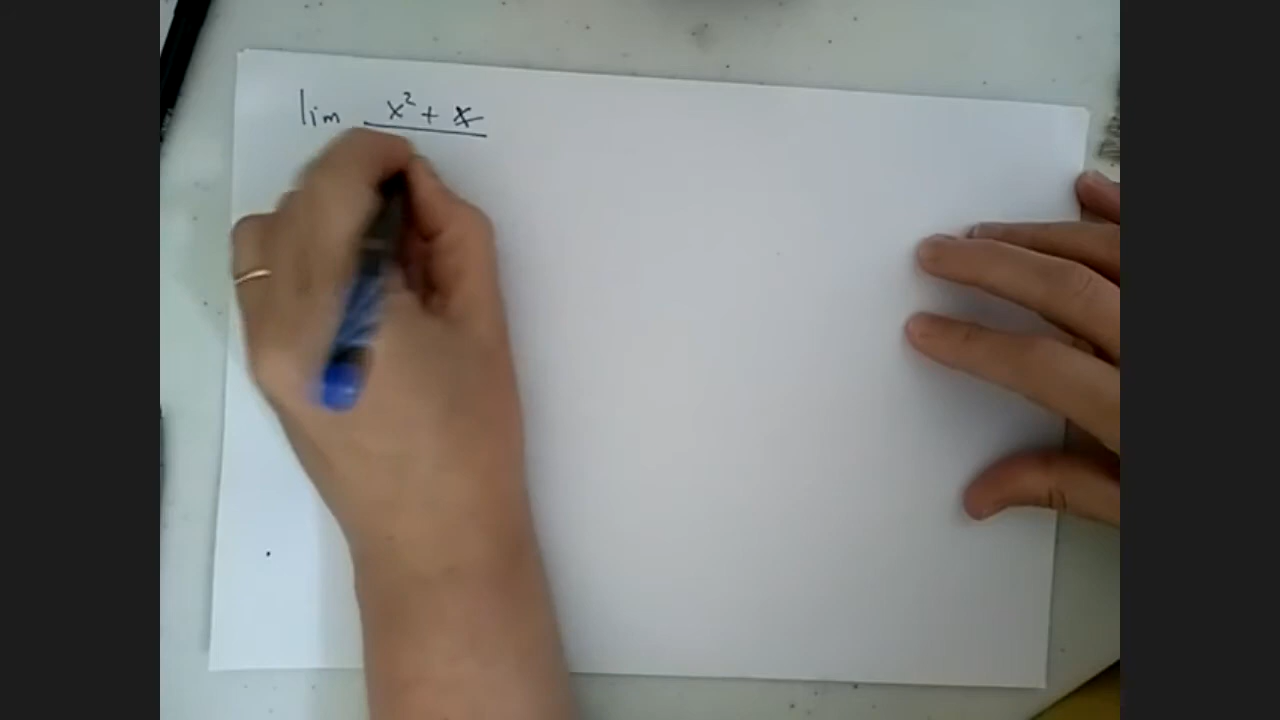 lim x² + x